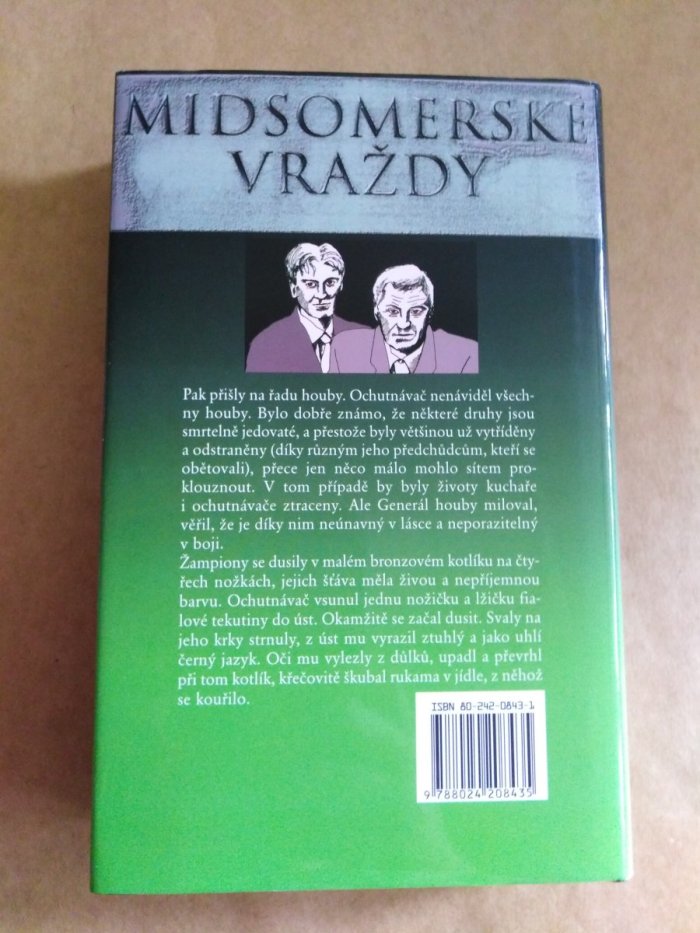 MIDSOMERSKÉ
VRAŽDY
Pak přišly na řadu houby. Ochutnávač nenáviděl všech-
ny houby. Bylo dobře známo, že některé druhy jsou
smrtelně jedovaté, a přestože byly většinou už vytříděny
a odstraněny (díky různým jeho předchůdcům, kteří se
obětovali), přece jen něco málo mohlo sítem pro-
klouznout. V tom případě by byly životy kuchaře
i ochutnávače ztraceny. Ale Generál houby miloval,
věřil, že je díky nim neúnavný v lásce a neporazitelný
v boji.
Žampiony se dusily v malém bronzovém kotlíku na čty-
řech nožkách, jejich šťáva měla živou a nepříjemnou
barvu. Ochutnávač vsunul jednu nožičku a lžičku fia-
lové tekutiny do úst. Okamžitě se začal dusit. Svaly na
jeho krky strnuly, z úst mu vyrazil ztuhlý a jako uhlí
černý jazyk. Oči mu vylezly z důlků, upadl a převrhl
při tom kotlík, křečovitě škubal rukama v jídle, z něhož
se kouřilo.
ISBN 80-242-0843-1
9 788024 208435